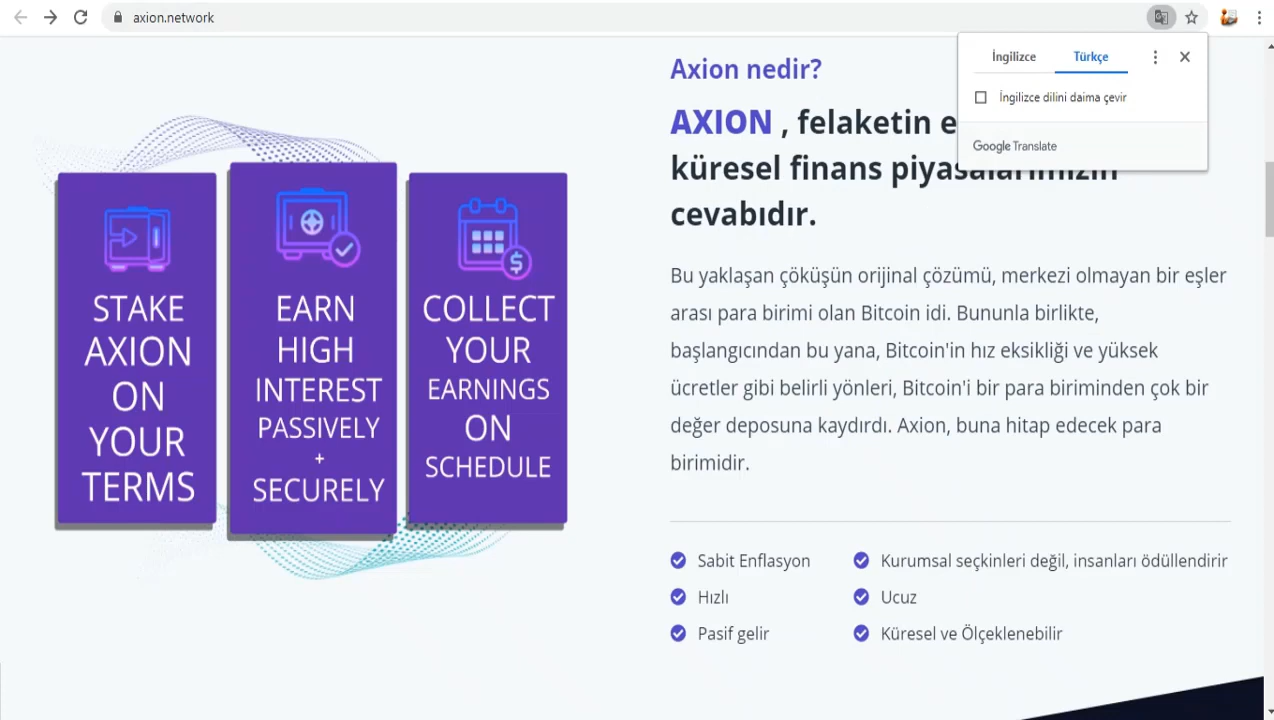 axion.network
İngilizce
Türkçe
İngilizce dilini daima çevir
Google Translate
STAKE
AXION
ON
YOUR
TERMS
EARN
HIGH
INTEREST
PASSIVELY
+
SECURELY
COLLECT
YOUR
EARNINGS
ON
SCHEDULE
Axion nedir?
AXION , felaketin
küresel finans piyasalarımızın
cevabıdır.
Bu yaklaşan çöküşün orijinal çözümü, merkezi olmayan bir eşler
arası para birimi olan Bitcoin idi. Bununla birlikte,
başlangıcından bu yana, Bitcoin'in hız eksikliği ve yüksek
ücretler gibi belirli yönleri, Bitcoin'i bir para biriminden çok bir
değer deposuna kaydırdı. Axion, buna hitap edecek para
birimidir.
Sabit Enflasyon
Kurumsal seçkinleri değil, insanları ödüllendirir
Hızlı
Ucuz
Pasif gelir
Küresel ve Ölçeklenebilir